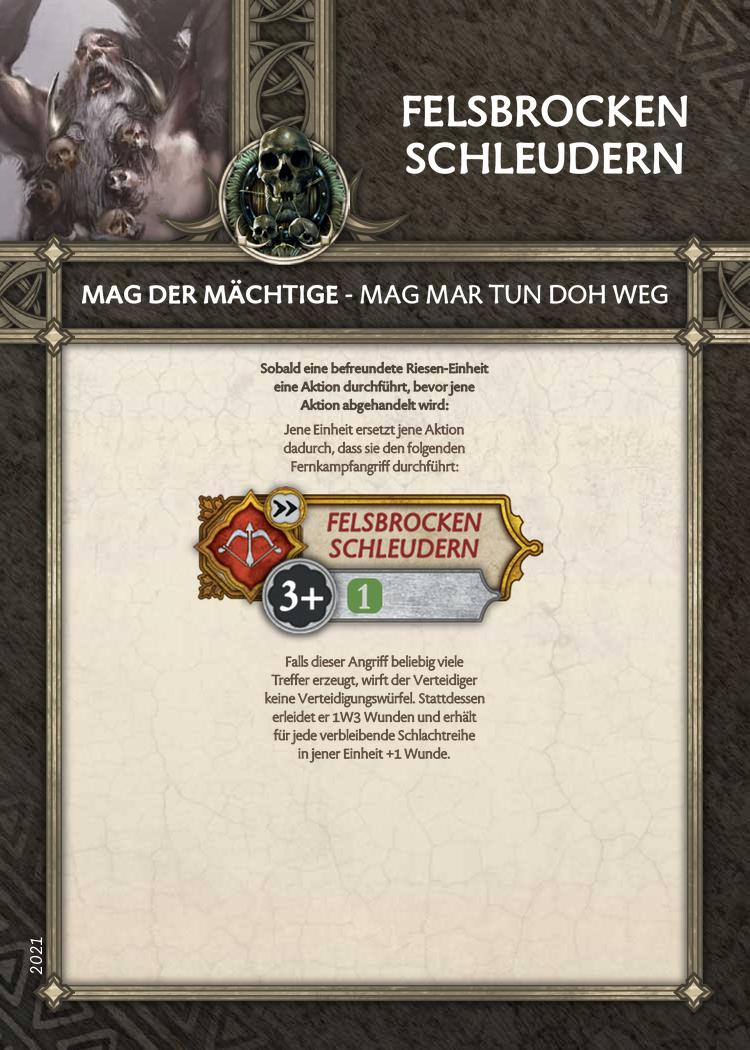 FELSBROCKEN
SCHLEUDERN
MAG DER MÄCHTIGE - MAG MAR TUN DOH WEG
Sobald eine befreundete Riesen-Einheit
eine Aktion durchführt, bevor jene
Aktion abgehandelt wird:
Jene Einheit ersetzt jene Aktion
dadurch, dass sie den folgenden
Fernkampfangriff durchführt:
FELSBROCKEN
SCHLEUDERN
3+ 1
Falls dieser Angriff beliebig viele
Treffer erzeugt, wirft der Verteidiger
keine Verteidigungswürfel. Stattdessen
erleidet er 1W3 Wunden und erhält
für jede verbleibende Schlachtreihe
in jener Einheit +1 Wunde.
2021